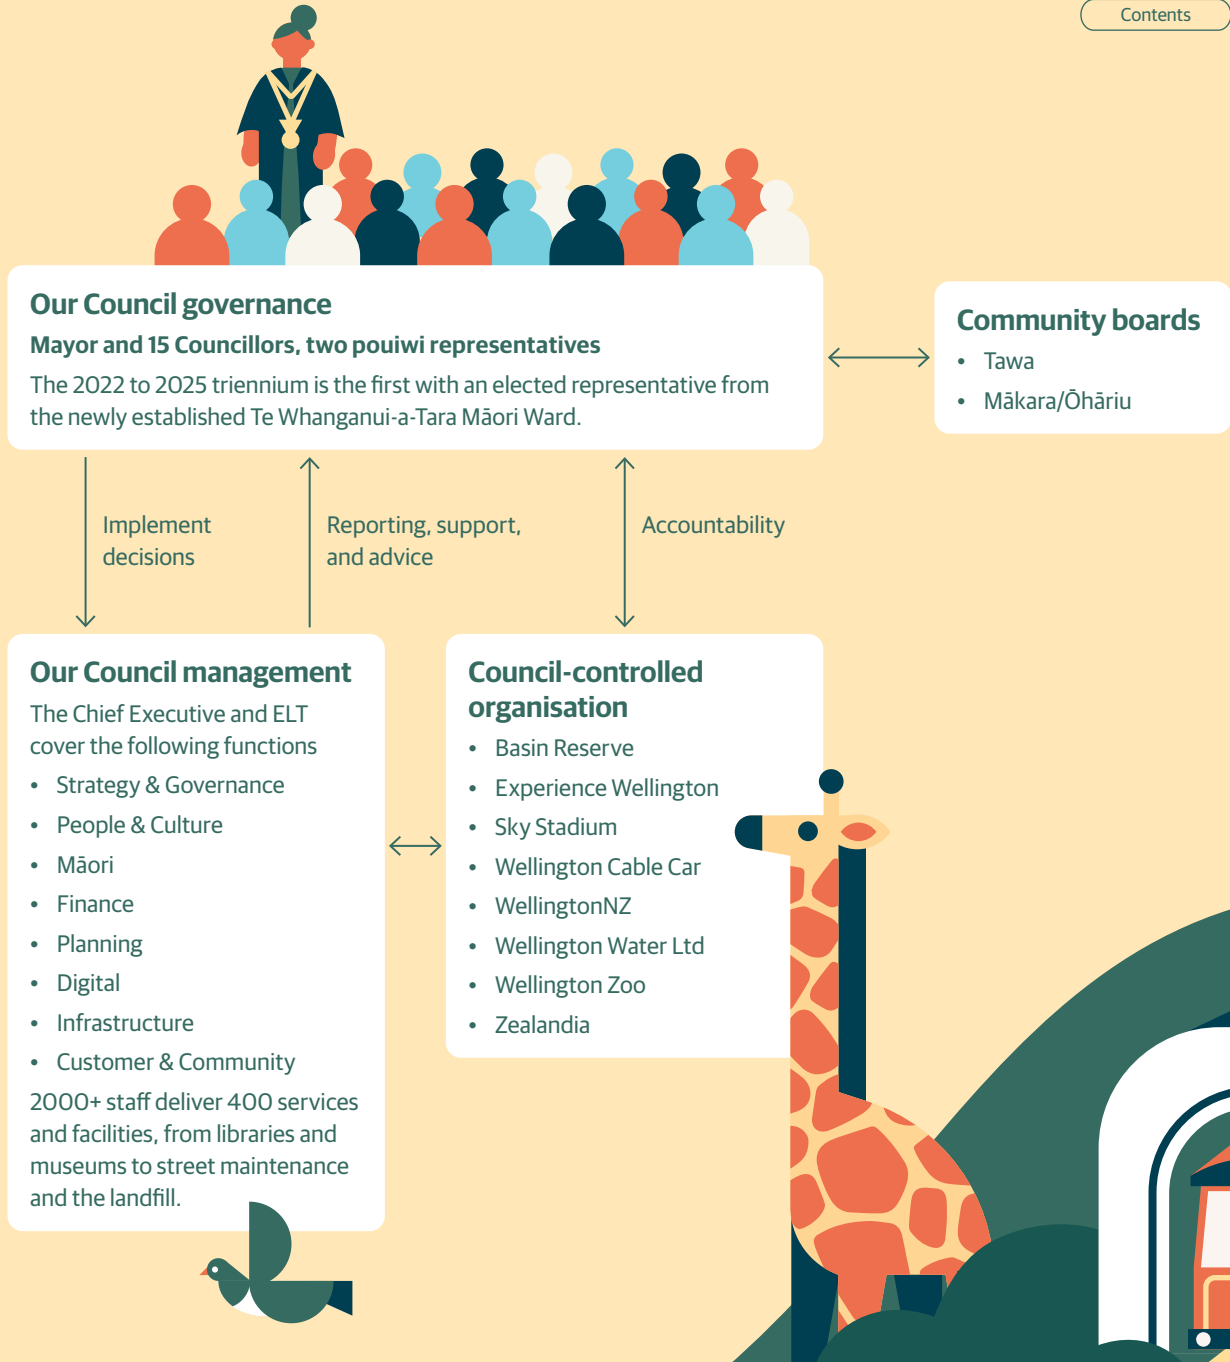 Contents
Our Council governance
Mayor and 15 Councillors, two pouiwi representatives
The 2022 to 2025 triennium is the first with an elected representative from
the newly established Te Whanganui-a-Tara Māori Ward.
Community boards
• Tawa
• Mākara/Ōhāriu
Implement
decisions
Reporting, support,
and advice
Accountability
Our Council management
The Chief Executive and ELT
cover the following functions
• Strategy & Governance
• People & Culture
• Māori
• Finance
• Planning
• Digital
• Infrastructure
• Customer & Community
2000+ staff deliver 400 services
and facilities, from libraries and
museums to street maintenance
and the landfill.
Council-controlled
organisation
• Basin Reserve
• Experience Wellington
• Sky Stadium
• Wellington Cable Car
• WellingtonNZ
• Wellington Water Ltd
• Wellington Zoo
• Zealandia